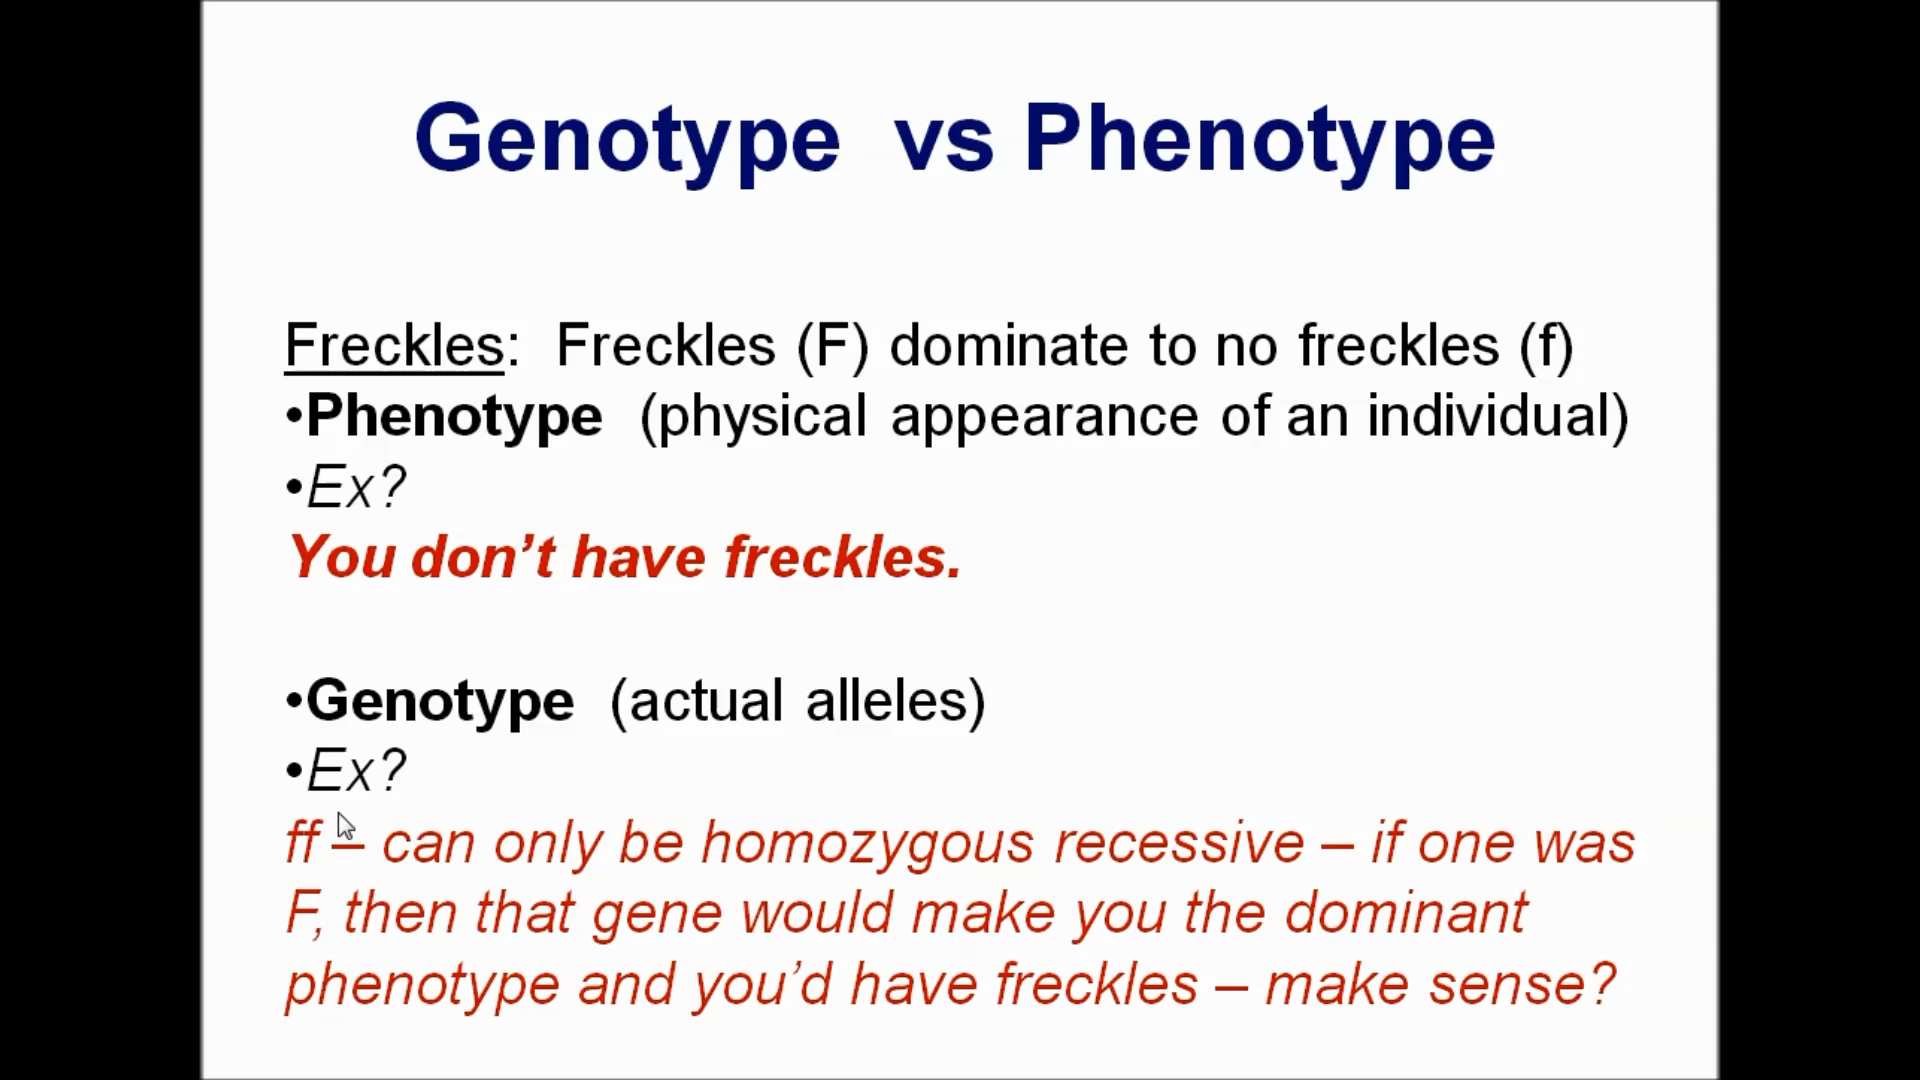 Genotype vs Phenotype
Freckles: Freckles (F) dominate to no freckles (f)
•Phenotype (physical appearance of an individual)
•Ex?
You don’t have freckles.
•Genotype (actual alleles)
•Ex?
ff – can only be homozygous recessive – if one was
F, then that gene would make you the dominant
phenotype and you’d have freckles – make sense?